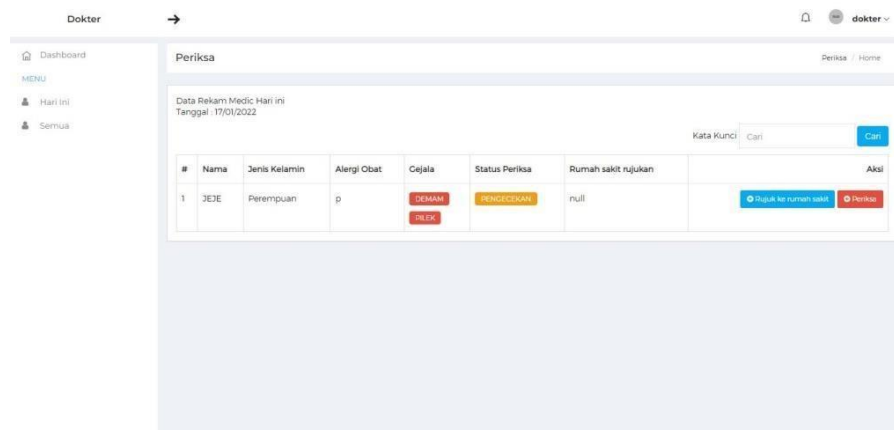 Dokter
dokter
Dashboard
MENU
Hari Ini
Semua
Periksa
Periksa / Home
Data Rekam Medic Hari ini
Tanggal : 17/01/2022
Kata Kunci Cari Cari
# Nama Jenis Kelamin Alergi Obat Gejala Status Periksa Rumah sakit rujukan Aksi
1 JEJE Perempuan p DEMAM PENGECEKAN null Rujuk ke rumah sakit Periksa
PILEK